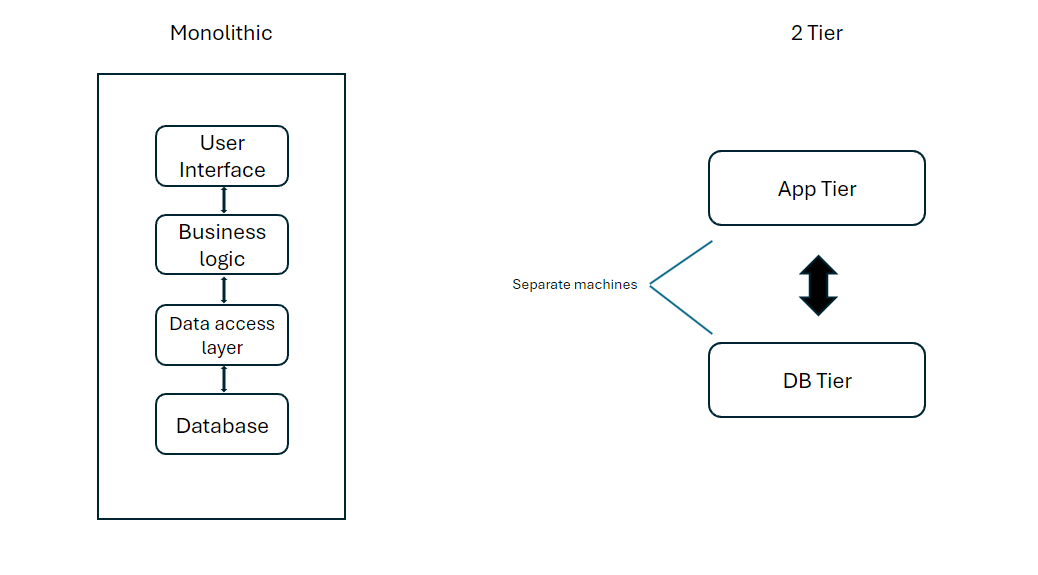 Monolithic
2 Tier
User
Interface
Business
logic
Data access
layer
Database
App Tier
Separate machines
DB Tier